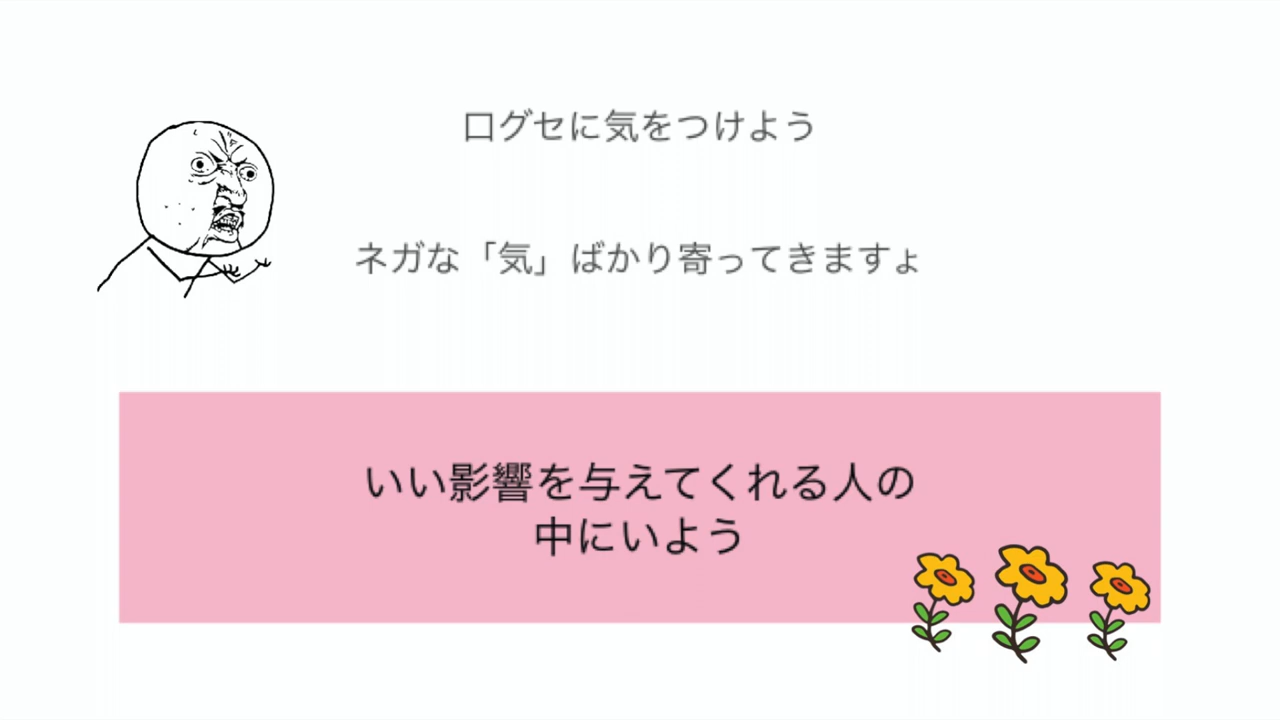 口グセに気をつけよう
ネガな「気」ばかり寄ってきますょ
いい影響を与えてくれる人の
中にいよう